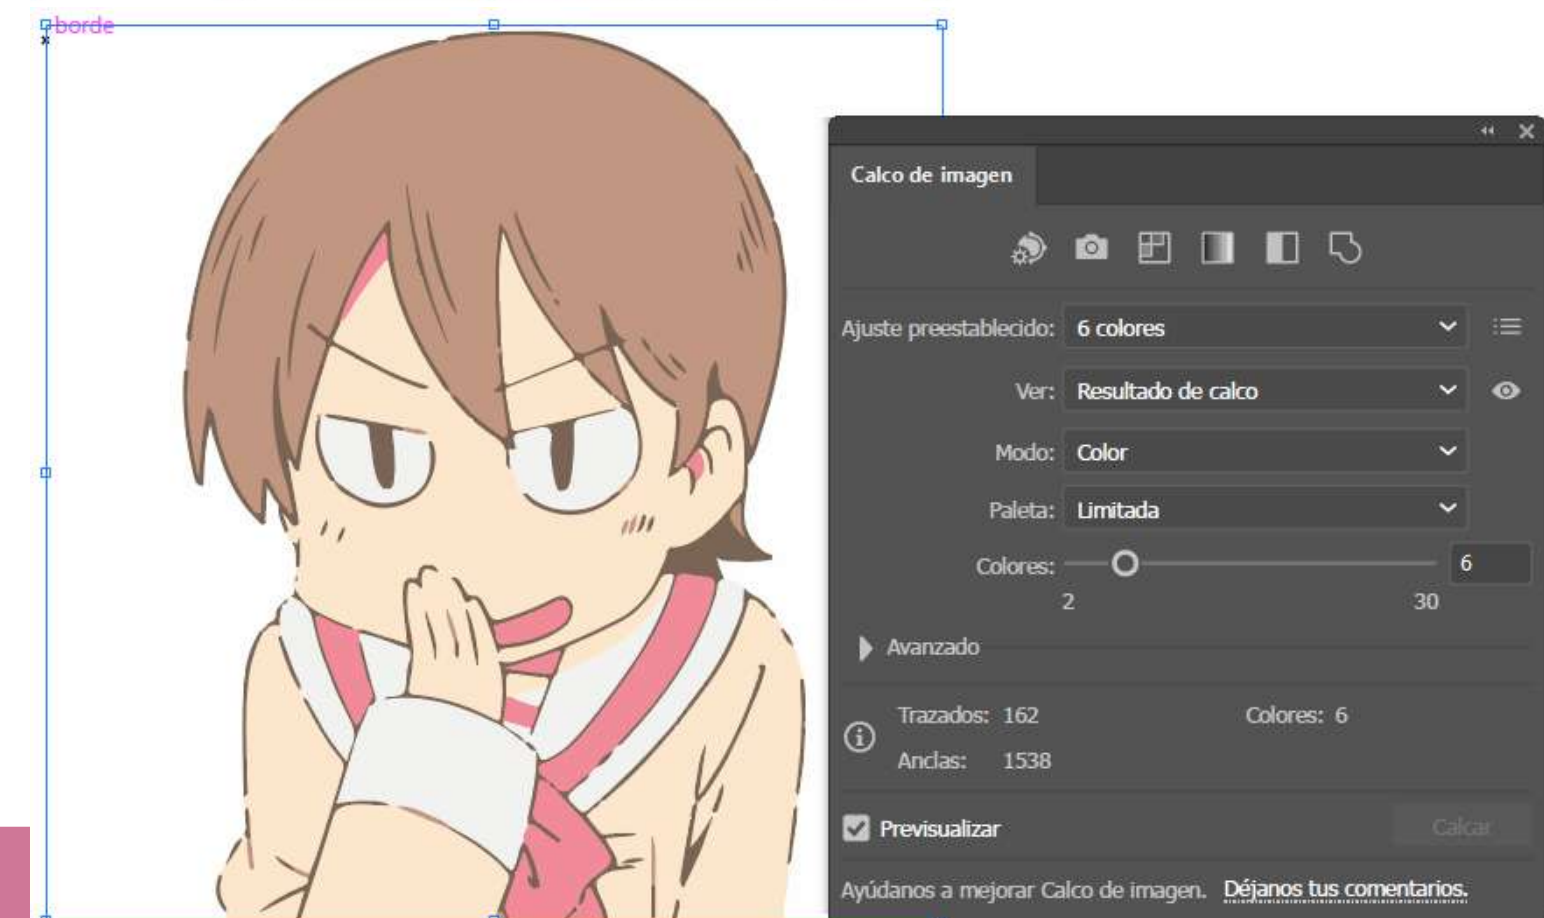 borde
Calco de imagen
Ajuste preestablecido: 6 colores
Ver: Resultado de calco
Modo: Color
Paleta: Limitada
Colores: 6
2 30
Avanzado
Trazados: 162 Colores: 6
Anclas: 1538
Previsualizar Calcar
Ayúdanos a mejorar Calco de imagen. Déjanos tus comentarios.